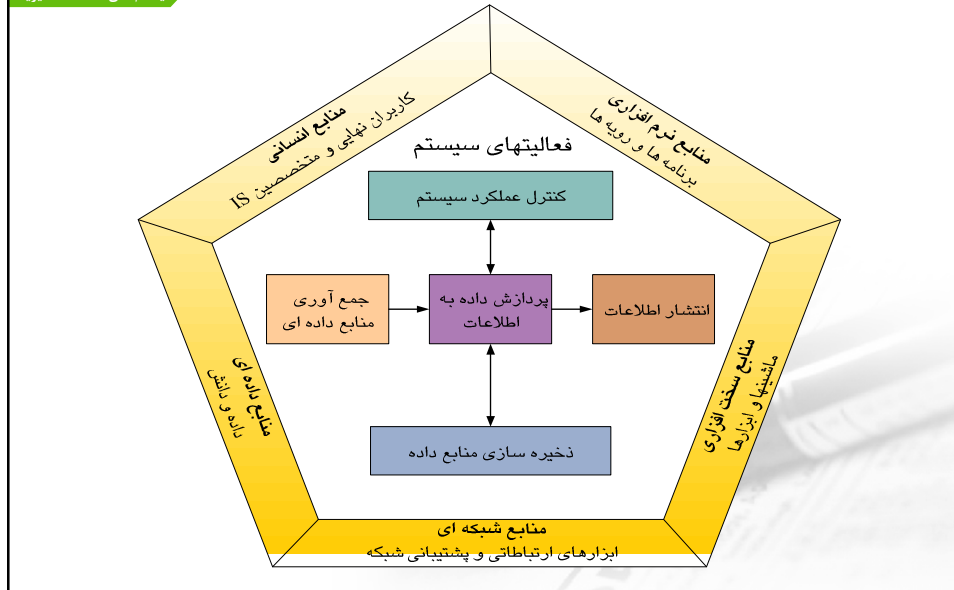 منابع انسانی
کاربران نهایی و متخصصین IS
منابع نرم افزاری
برنامه ها و رویه ها
فعالیتهای سیستم
کنترل عملکرد سیستم
جمع آوری
منابع داده ای
پردازش داده به
اطلاعات
انتشار اطلاعات
ذخیره سازی منابع داده
منابع داده ای
داده و دانش
منابع سخت افزاری
ماشینها و ابزارها
منابع شبکه ای
ابزارهای ارتباطاتی و پشتیبانی شبکه